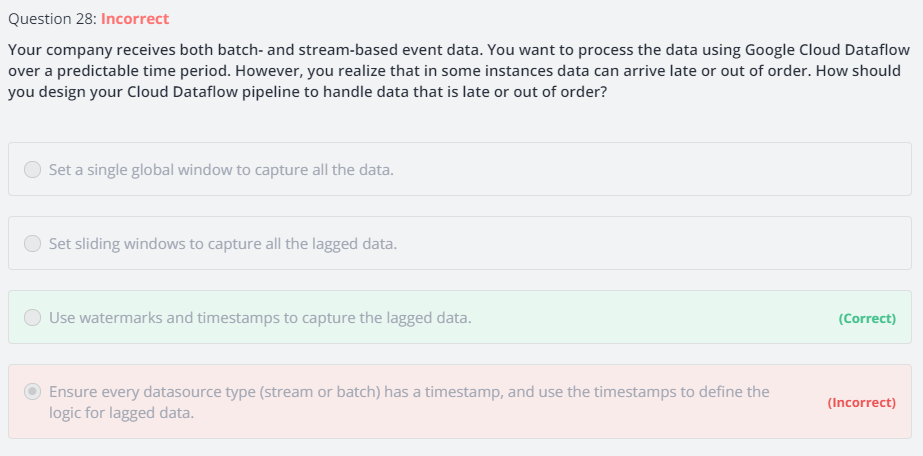 Question 28: Incorrect
Your company receives both batch- and stream-based event data. You want to process the data using Google Cloud Dataflow
over a predictable time period. However, you realize that in some instances data can arrive late or out of order. How should
you design your Cloud Dataflow pipeline to handle data that is late or out of order?
Set a single global window to capture all the data.
Set sliding windows to capture all the lagged data.
Use watermarks and timestamps to capture the lagged data. (Correct)
Ensure every datasource type (stream or batch) has a timestamp, and use the timestamps to define the
logic for lagged data.
(Incorrect)